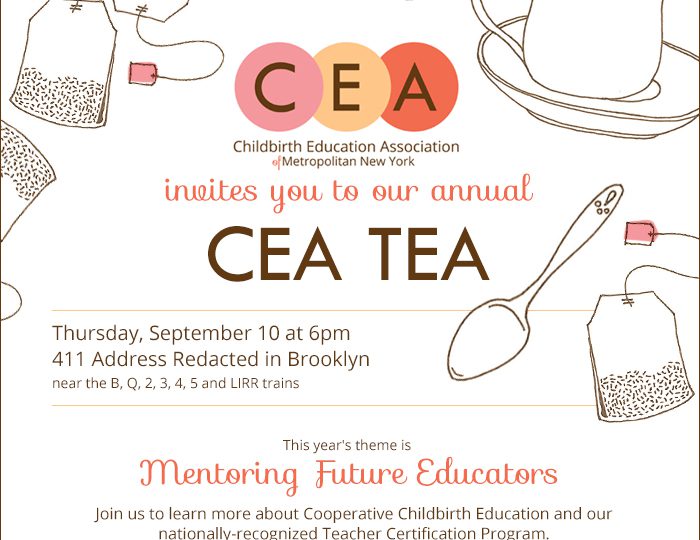 CEA
Childbirth Education Association
of Metropolitan New York
invites you to our annual
CEA TEA
Thursday, September 10 at 6pm
411 Address Redacted in Brooklyn
near the B, Q, 2, 3, 4, 5 and LIRR trains
This year's theme is
Mentoring Future Educators
Join us to learn more about Cooperative Childbirth Education and our
nationally-recognized Teacher Certification Program.